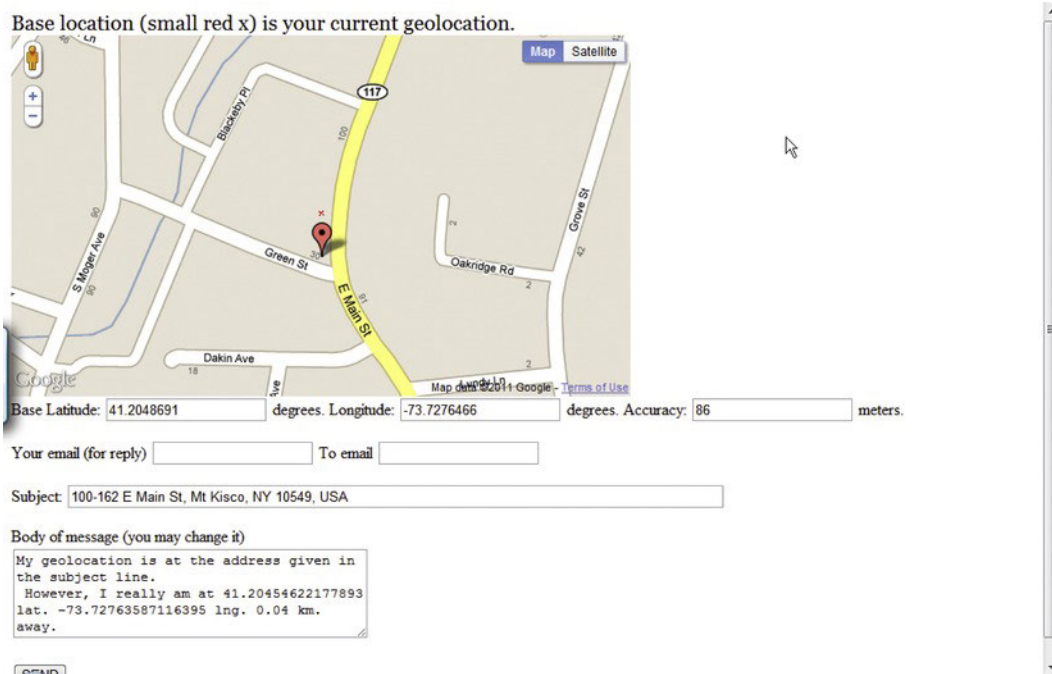 Base location (small red x) is your current geolocation.
Ln
Map Satellite
+
-
117
Blackeby Pl
100
90
S Moger Ave
90
Green St
30
2
Oakridge Rd
2
Grove St
42
E Main St
91
Dakin Ave
18
Ave
2
Lundy Ln
Google
Map data ©2011 Google - Terms of Use
Base Latitude: 41.2048691 degrees. Longitude: -73.7276466 degrees. Accuracy: 86 meters.
Your email (for reply) To email
Subject: 100-162 E Main St, Mt Kisco, NY 10549, USA
Body of message (you may change it)
My geolocation is at the address given in
the subject line.
However, I really am at 41.20454622177893
lat. -73.72763587116395 lng. 0.04 km.
away.
SEND